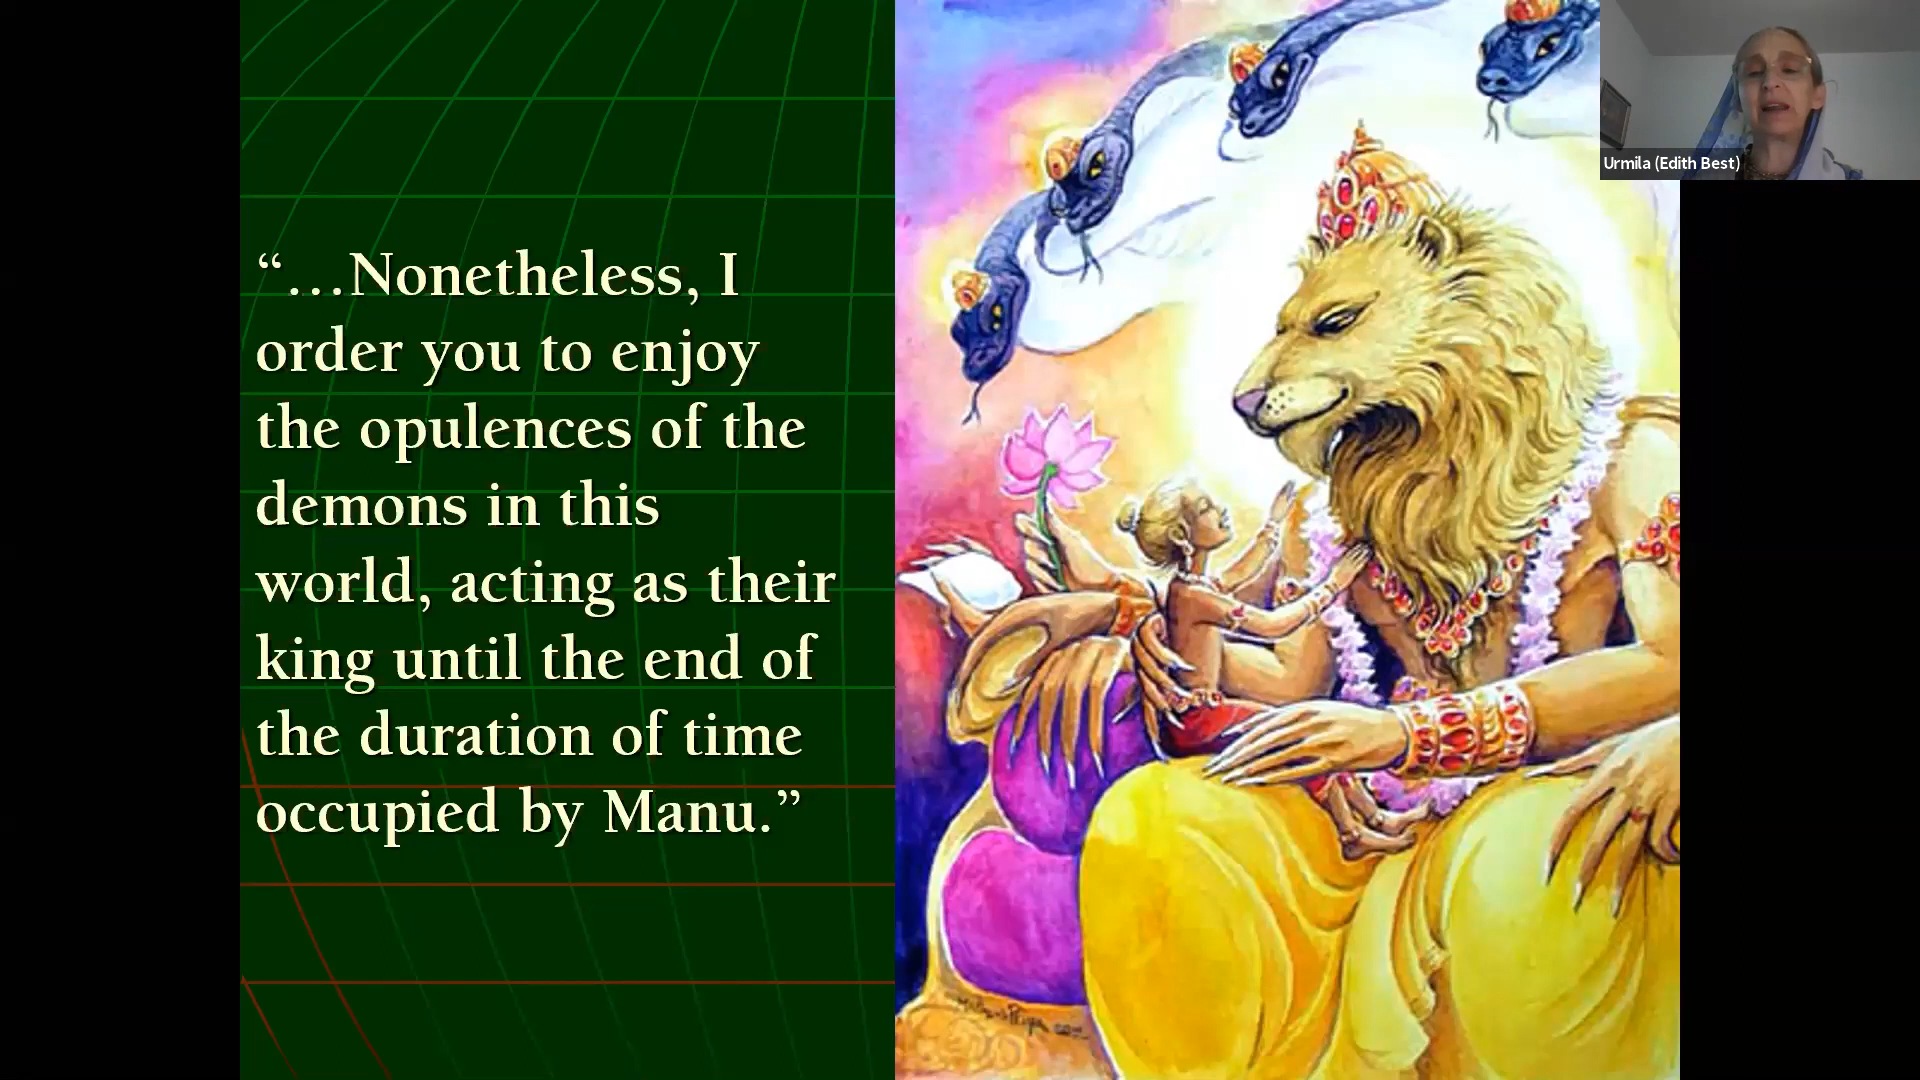 “…Nonetheless, I
order you to enjoy
the opulences of the
demons in this
world, acting as their
king until the end of
the duration of time
occupied by Manu.”
Urmila (Edith Best)